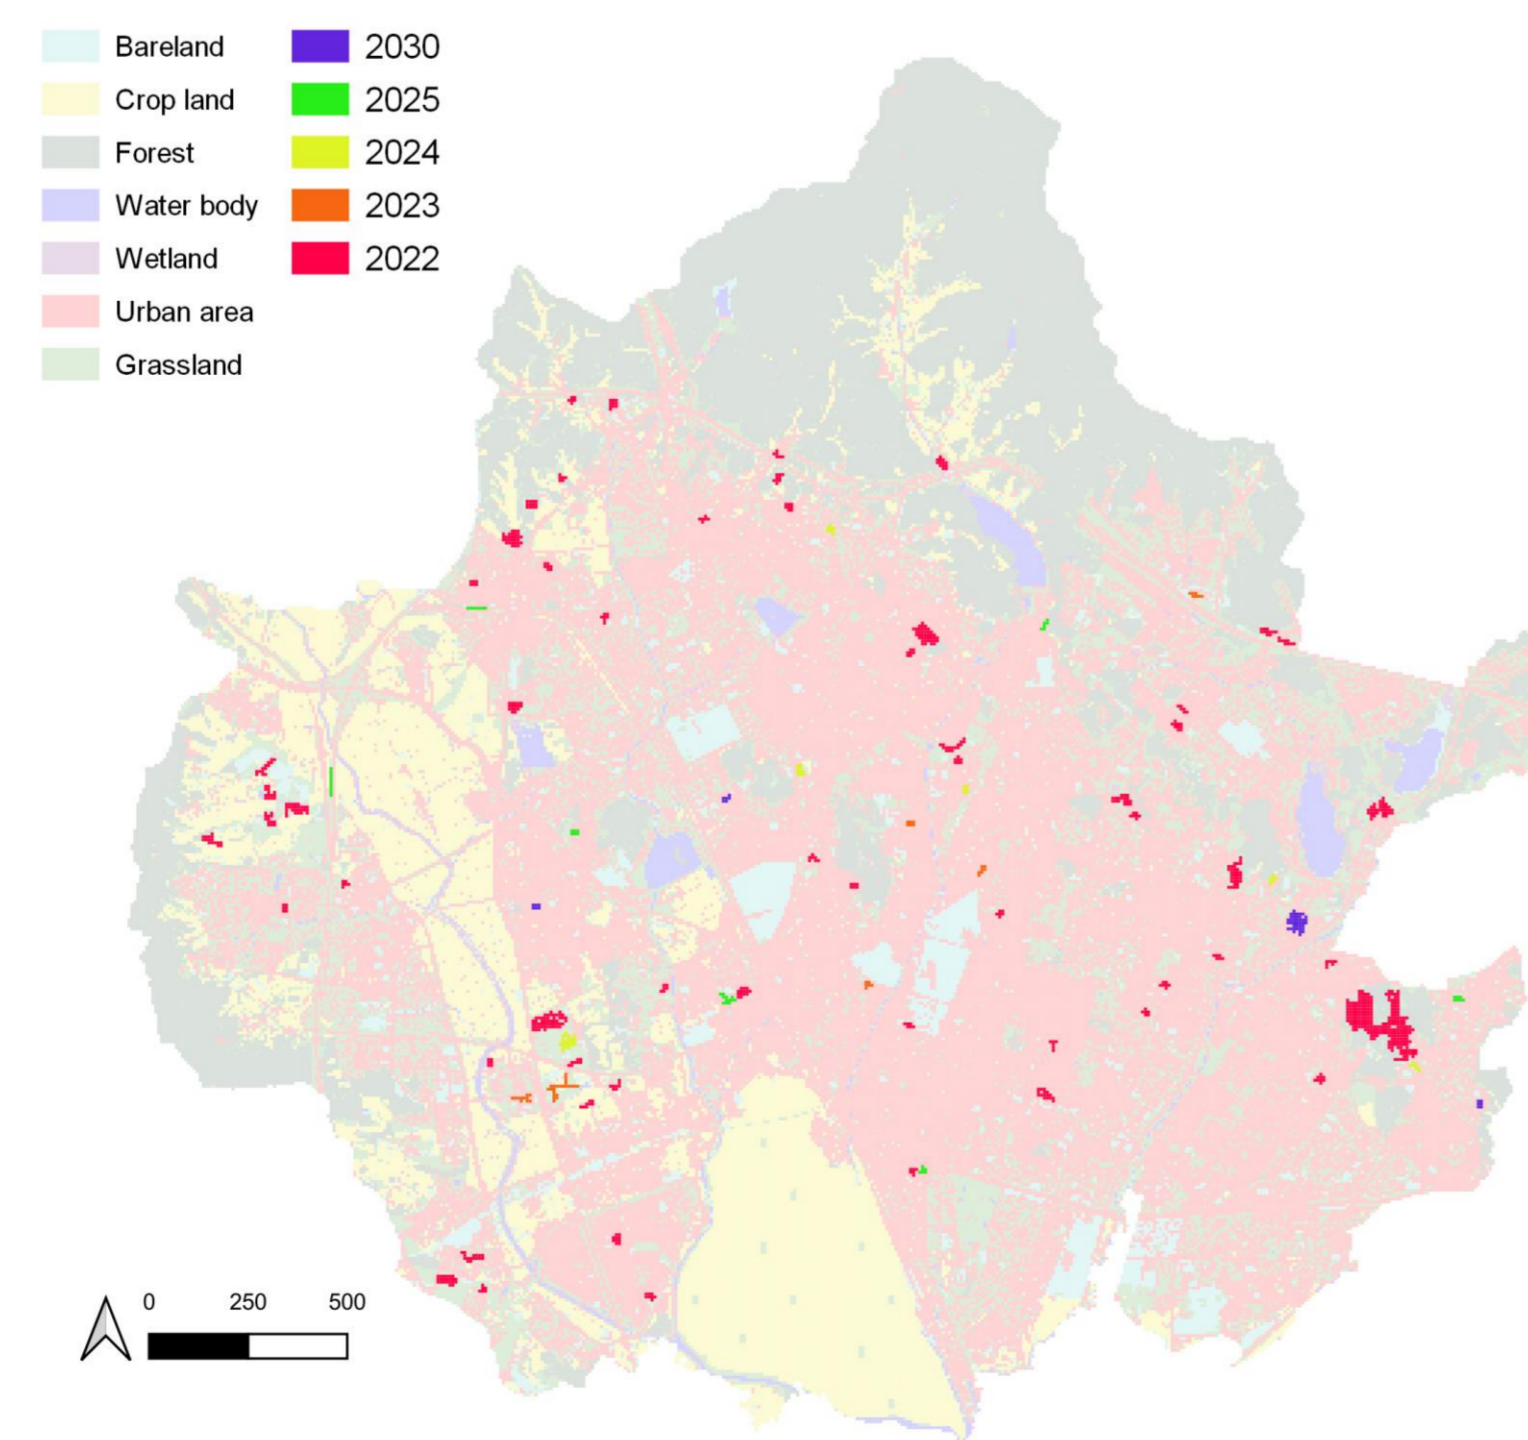 Bareland 2030
Crop land 2025
Forest 2024
Water body 2023
Wetland 2022
Urban area
Grassland
0 250 500